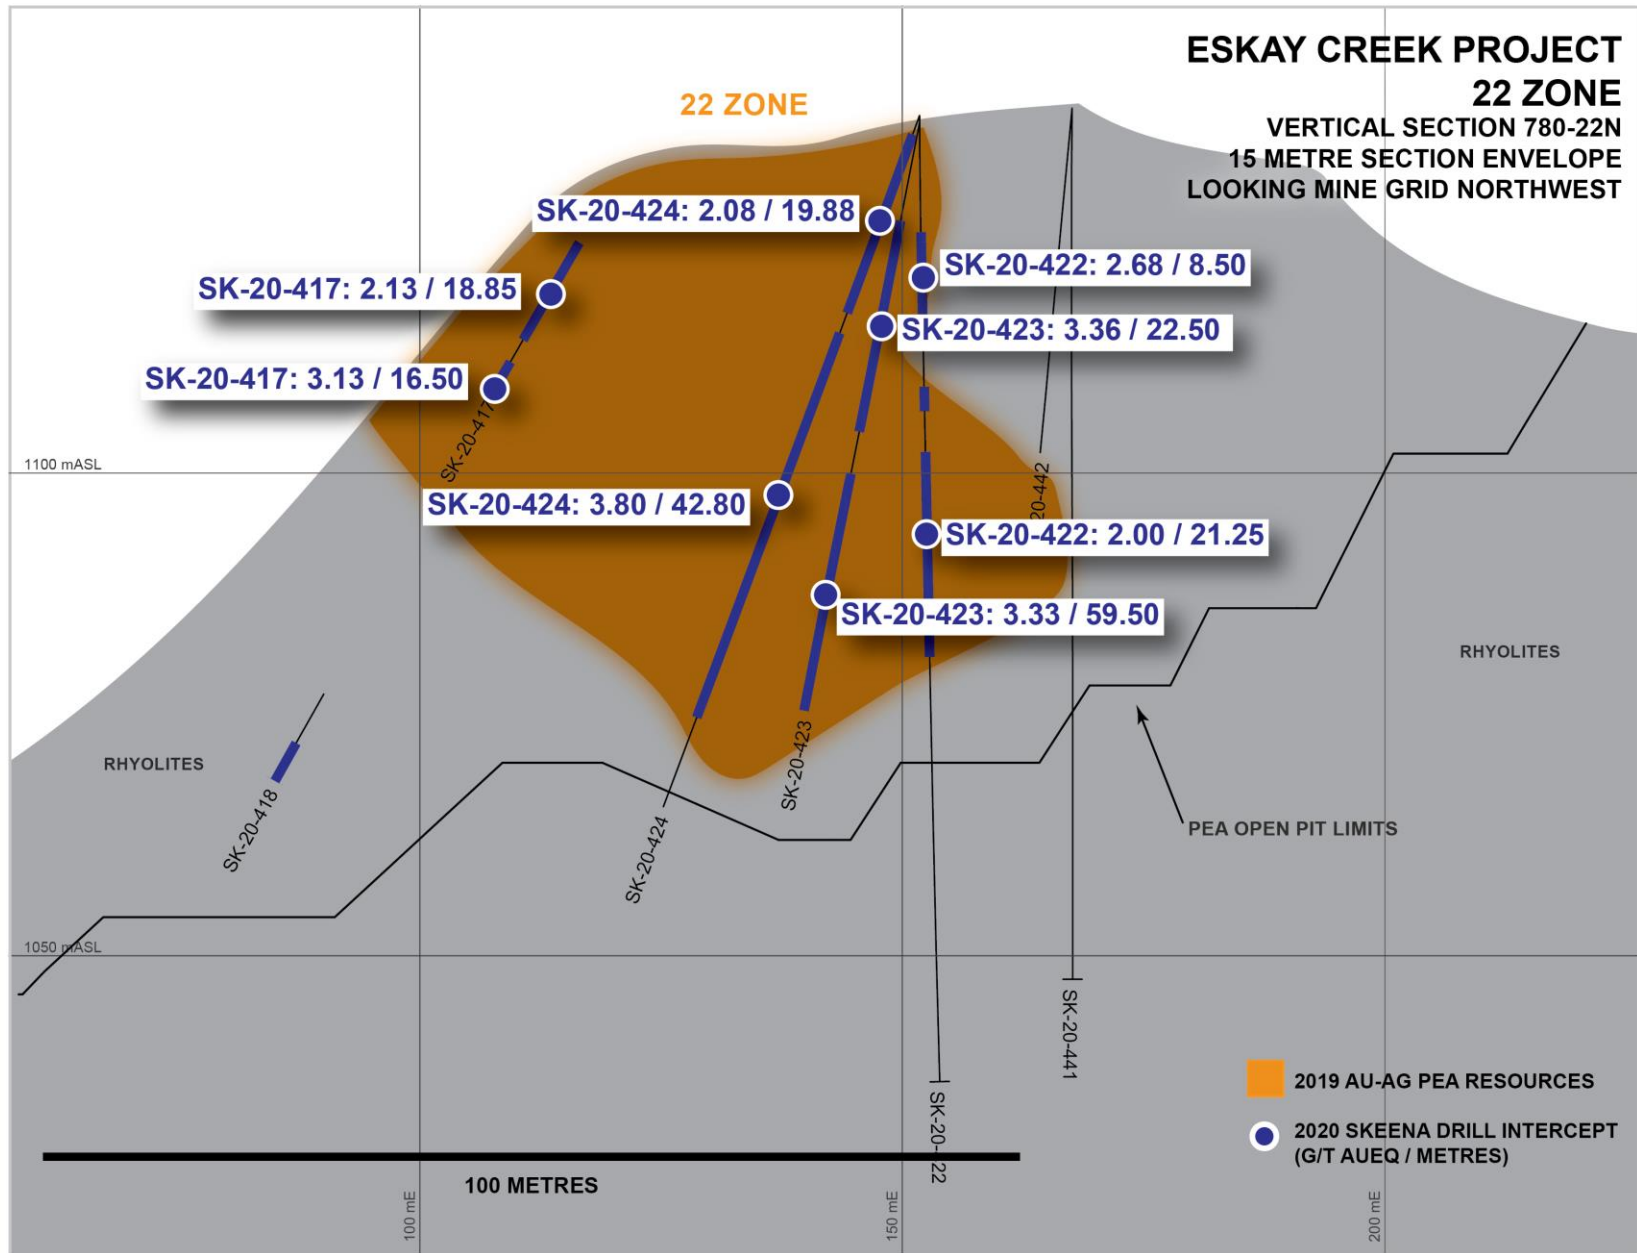 ESKAY CREEK PROJECT
22 ZONE
VERTICAL SECTION 780-22N
15 METRE SECTION ENVELOPE
LOOKING MINE GRID NORTHWEST
22 ZONE
SK-20-424: 2.08 / 19.88
SK-20-422: 2.68 / 8.50
SK-20-417: 2.13 / 18.85
SK-20-423: 3.36 / 22.50
SK-20-417: 3.13 / 16.50
SK-20-417
1100 mASL
20-442
SK-20-424: 3.80 / 42.80
SK-20-422: 2.00 / 21.25
SK-20-423: 3.33 / 59.50
RHYOLITES
RHYOLITES
SK-20-423
SK-20-418
SK-20-424
PEA OPEN PIT LIMITS
1050 mASL
SK-20-441
SK-20-22
2019 AU-AG PEA RESOURCES
2020 SKEENA DRILL INTERCEPT
(G/T AUEQ / METRES)
100 METRES
100 mE
150 mE
200 mE